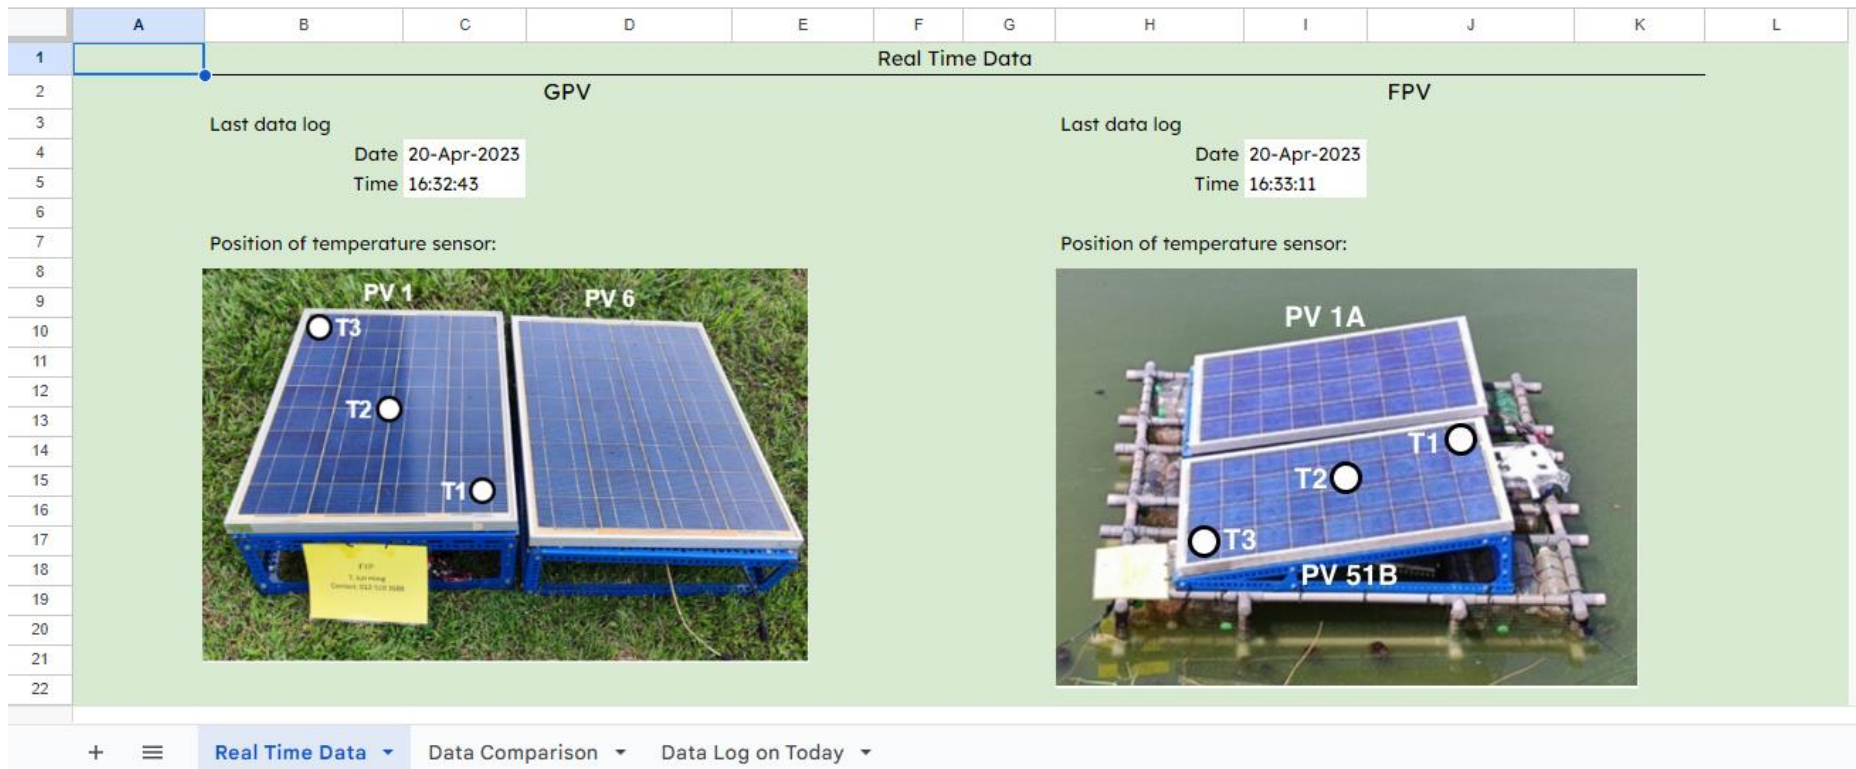 A B C D E F G H I J K L
1 Real Time Data
2 GPV FPV
3 Last data log Last data log
4 Date 20-Apr-2023 Date 20-Apr-2023
5 Time 16:32:43 Time 16:33:11
6
7 Position of temperature sensor: Position of temperature sensor:
8
9
10
11
12
13
14
15
16
17
18
19
20
21
22
PV 1 PV 6
T3
T2
T1
FYP
PV 1A
T1
T2
T3
PV 51B
+ Real Time Data Data Comparison Data Log on Today